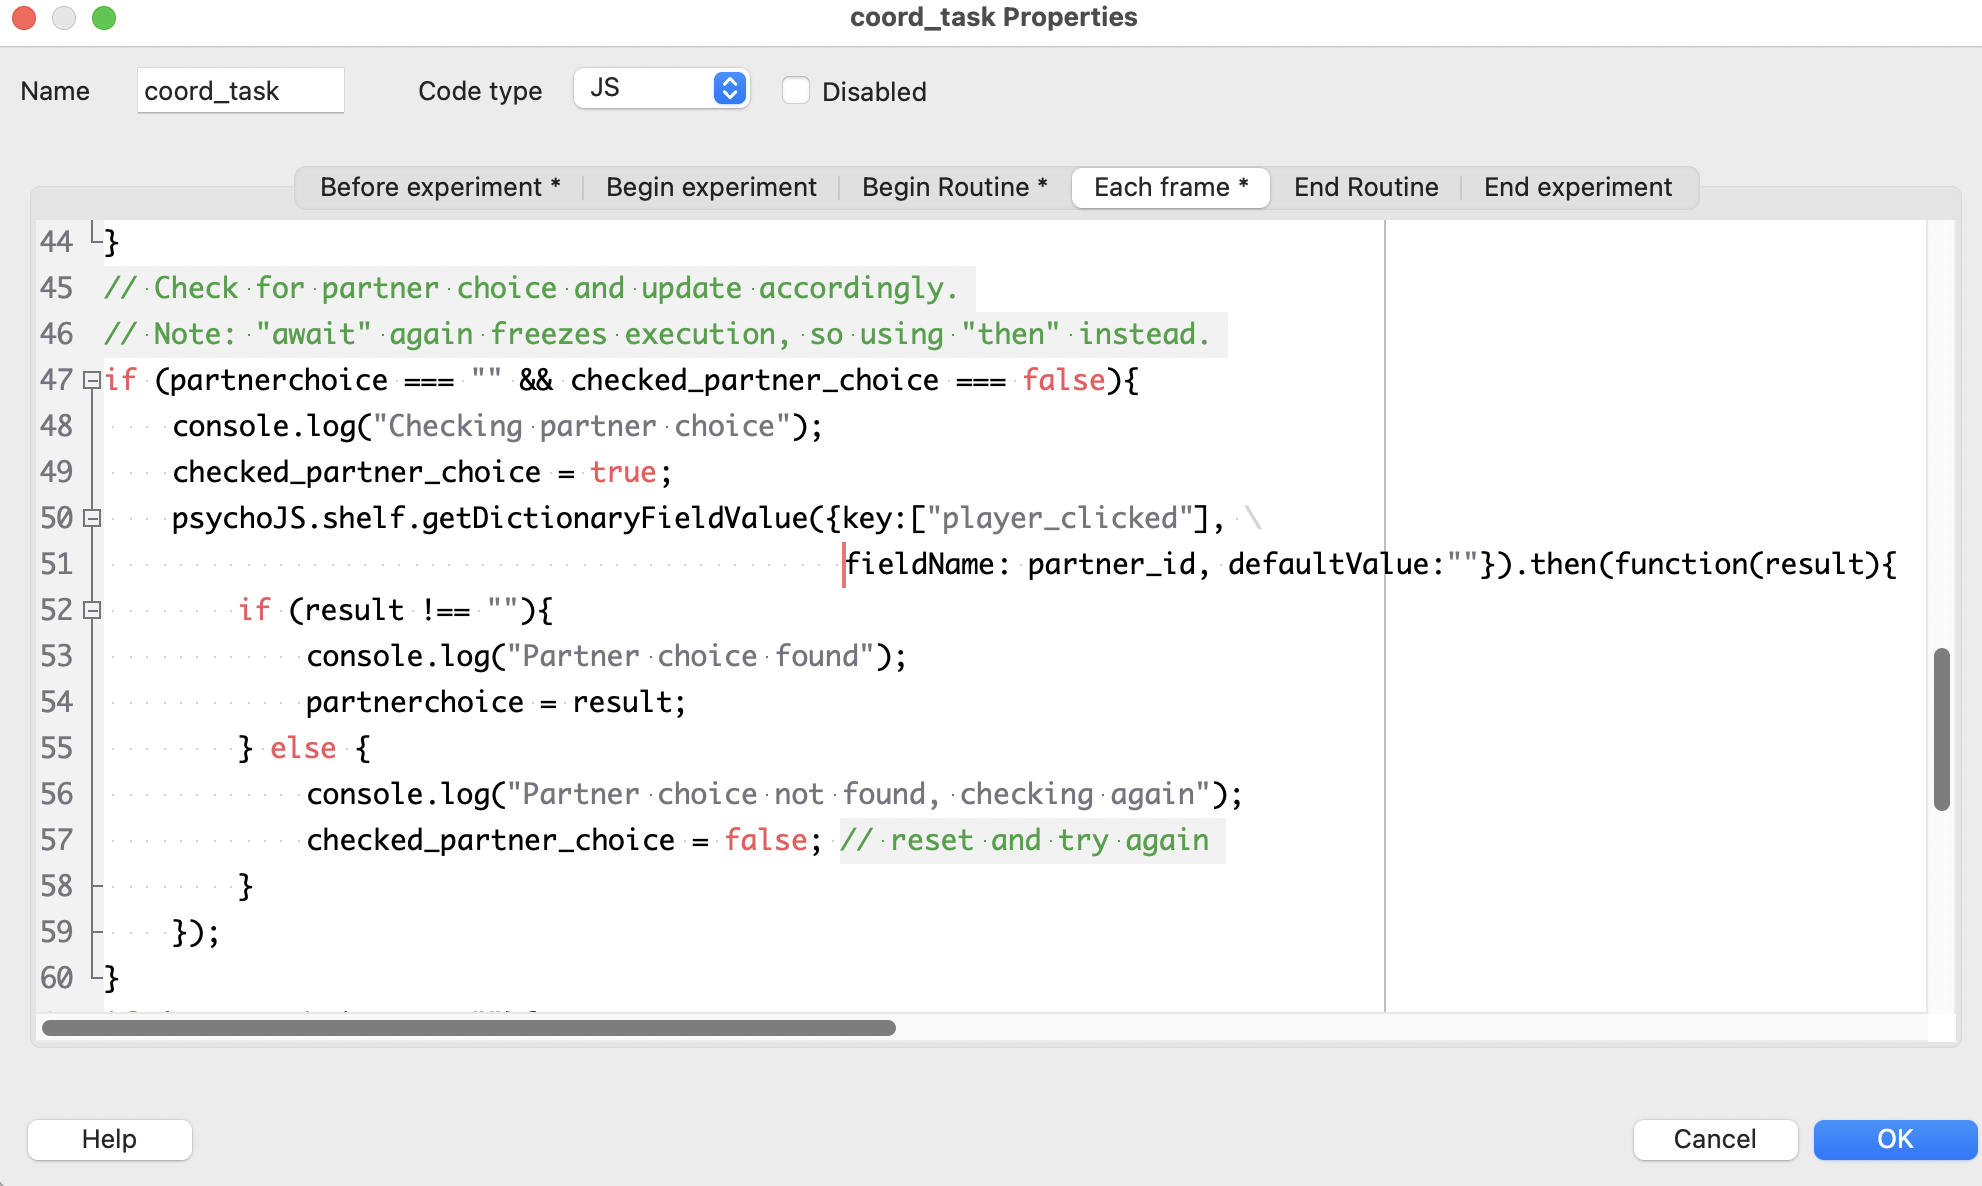 coord_task Properties
Name coord_task Code type JS Disabled
Before experiment * Begin experiment Begin Routine * Each frame * End Routine End experiment
44 }
45 // Check for partner choice and update accordingly.
46 // Note: "await" again freezes execution, so using "then" instead.
47 if (partnerchoice === "" && checked_partner_choice === false){
48 console.log("Checking partner choice");
49 checked_partner_choice = true;
50 psychoJS.shelf.getDictionaryFieldValue({key:["player_clicked"], \
51 fieldName: partner_id, defaultValue:""}).then(function(result){
52 if (result !== ""){
53 console.log("Partner choice found");
54 partnerchoice = result;
55 } else {
56 console.log("Partner choice not found, checking again");
57 checked_partner_choice = false; // reset and try again
58 }
59 });
60 }
Help Cancel OK